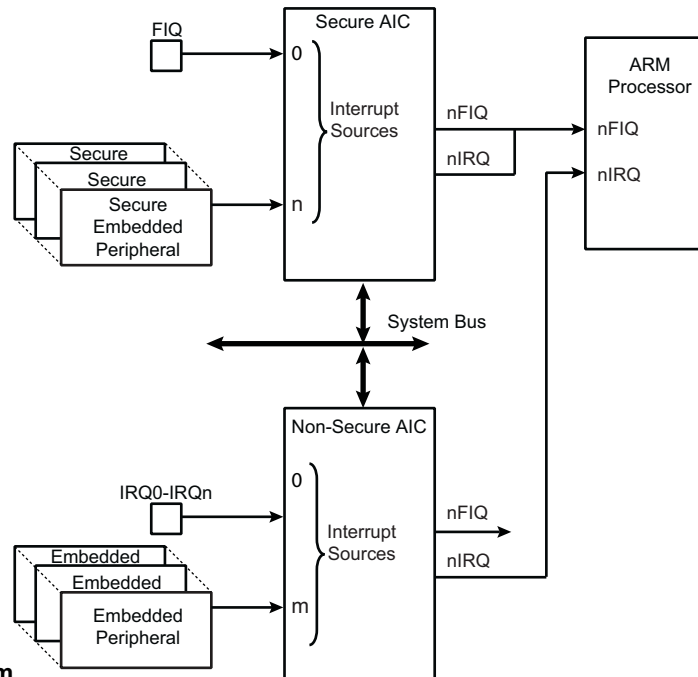 FIQ
Secure AIC
0
Interrupt
Sources
n
nFIQ
nIRQ
ARM
Processor
nFIQ
nIRQ
Secure
Secure
Secure
Embedded
Peripheral
System Bus
Non-Secure AIC
IRQ0-IRQn
0
Interrupt
Sources
m
nFIQ
nIRQ
Embedded
Embedded
Embedded
Peripheral
m